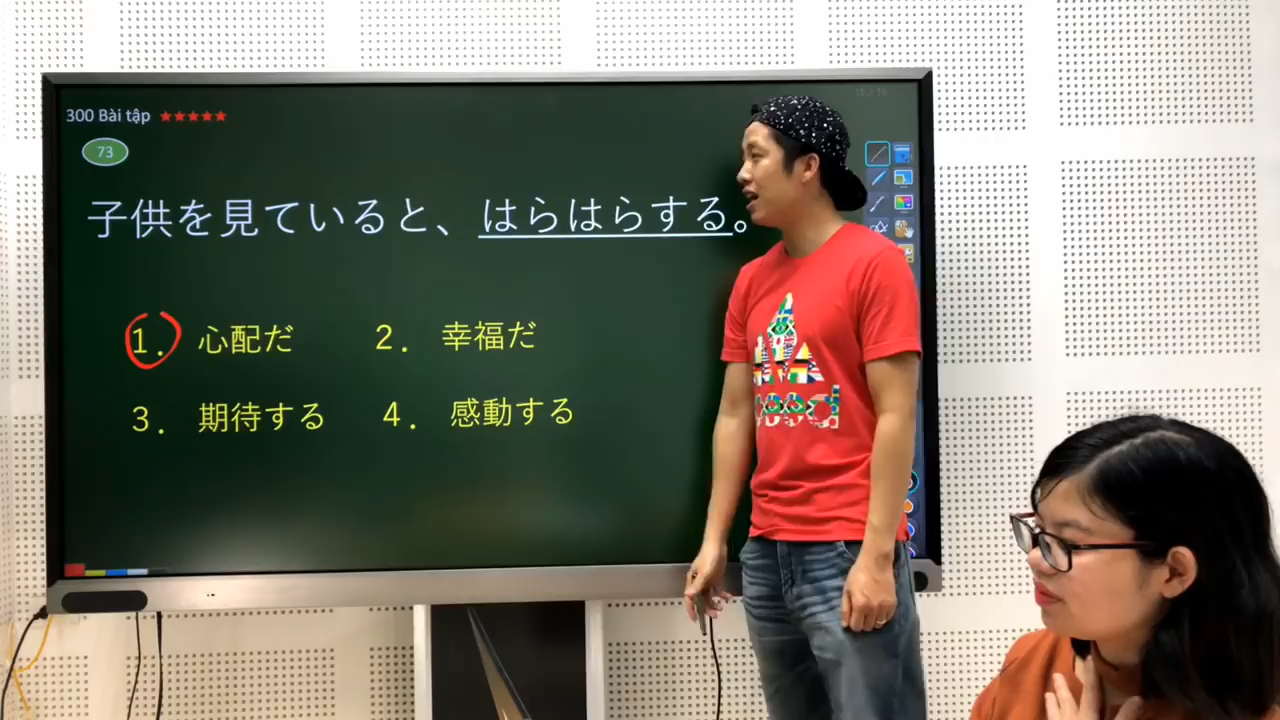 300 Bài tập ★★★★★
73
子供を見ていると、はらはらする。
1. 心配だ 2. 幸福だ
3. 期待する 4. 感動する